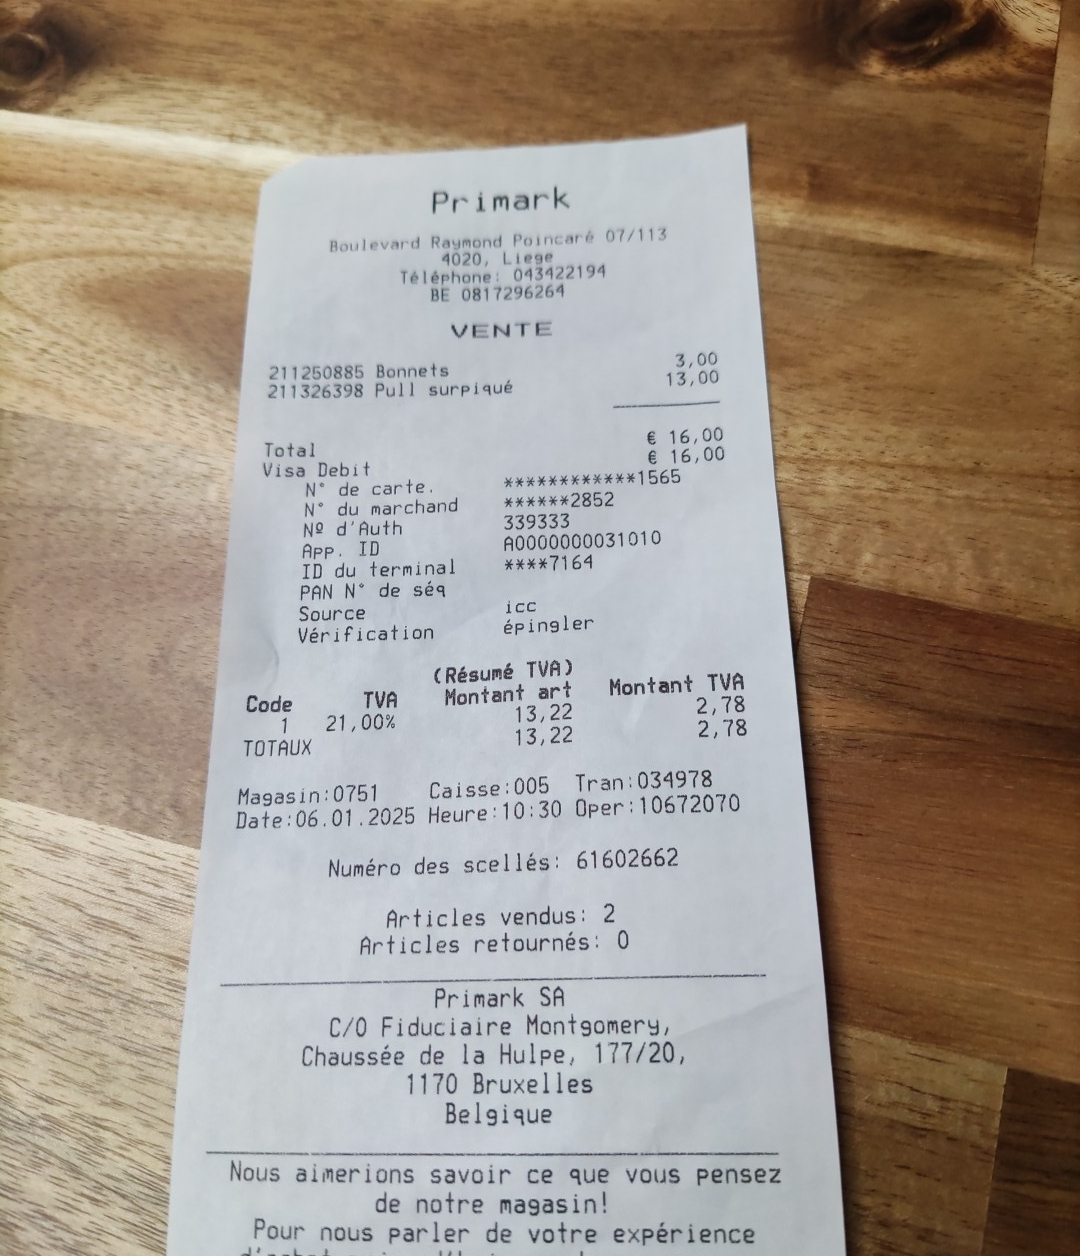 Primark
Boulevard Raymond Poincaré 07/113
4020, Liege
Téléphone: 043422194
BE 0817296264
VENTE
211250885 Bonnets 3,00
211326398 Pull surpiqué 13,00
Total € 16,00
Visa Debit € 16,00
N° de carte. ************1565
N° du marchand ******2852
Nº d'Auth 339333
App. ID A0000000031010
ID du terminal ****7164
PAN N° de séq
Source icc
Vérification épingler
(Résumé TVA)
Code TVA Montant art Montant TVA
1 21,00% 13,22 2,78
TOTAUX 13,22 2,78
Magasin:0751 Caisse:005 Tran:034978
Date:06.01.2025 Heure:10:30 Oper:10672070
Numéro des scellés: 61602662
Articles vendus: 2
Articles retournés: 0
Primark SA
C/O Fiduciaire Montgomery,
Chaussée de la Hulpe, 177/20,
1170 Bruxelles
Belgique
Nous aimerions savoir ce que vous pensez
de notre magasin!
Pour nous parler de votre expérience